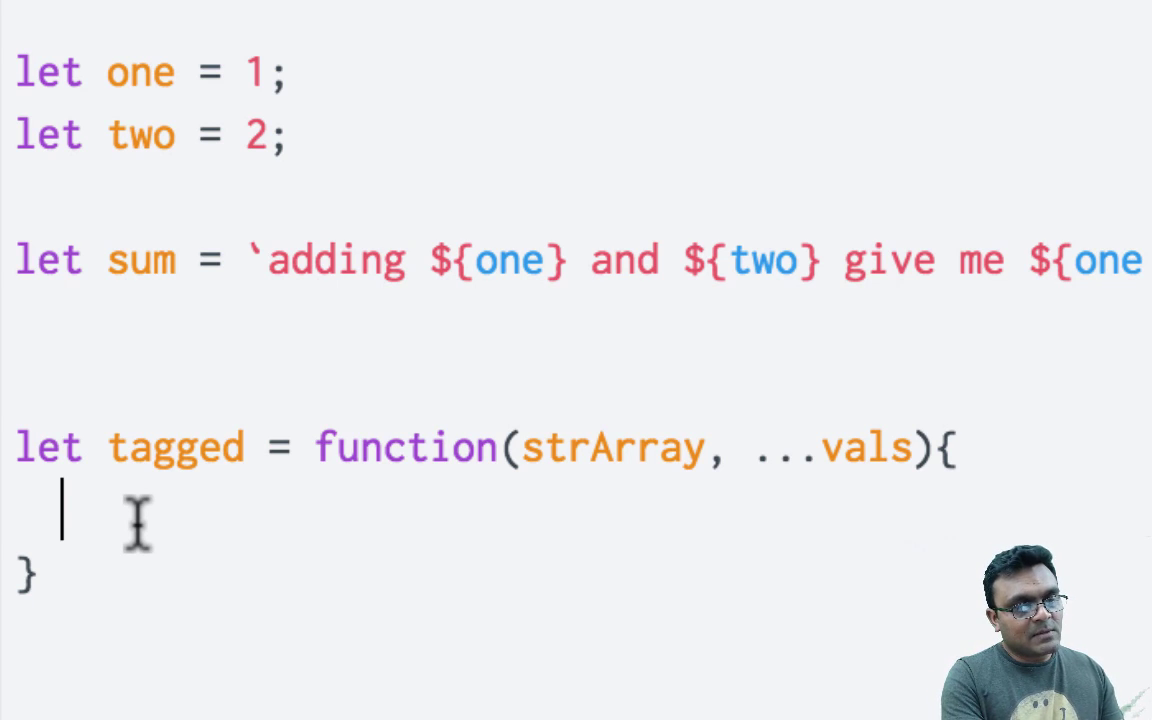 let one = 1;
let two = 2;
let sum = `adding ${one} and ${two} give me ${one
let tagged = function(strArray, ...vals){
}